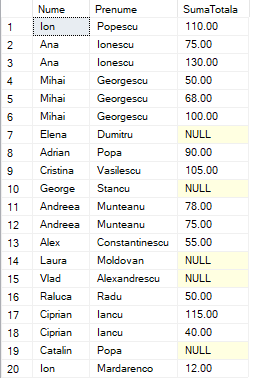 Nume Prenume SumaTotala
1 Ion Popescu 110.00
2 Ana Ionescu 75.00
3 Ana Ionescu 130.00
4 Mihai Georgescu 50.00
5 Mihai Georgescu 68.00
6 Mihai Georgescu 100.00
7 Elena Dumitru NULL
8 Adrian Popa 90.00
9 Cristina Vasilescu 105.00
10 George Stancu NULL
11 Andreea Munteanu 78.00
12 Andreea Munteanu 75.00
13 Alex Constantinescu 55.00
14 Laura Moldovan NULL
15 Vlad Alexandrescu NULL
16 Raluca Radu 50.00
17 Ciprian Iancu 115.00
18 Ciprian Iancu 40.00
19 Catalin Popa NULL
20 Ion Mardarenco 12.00